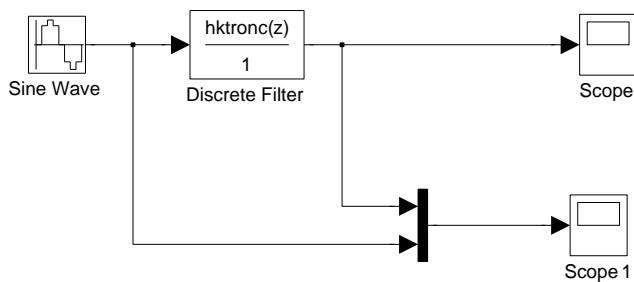 hktronc(z)
1
Sine Wave
Discrete Filter
Scope
Scope 1